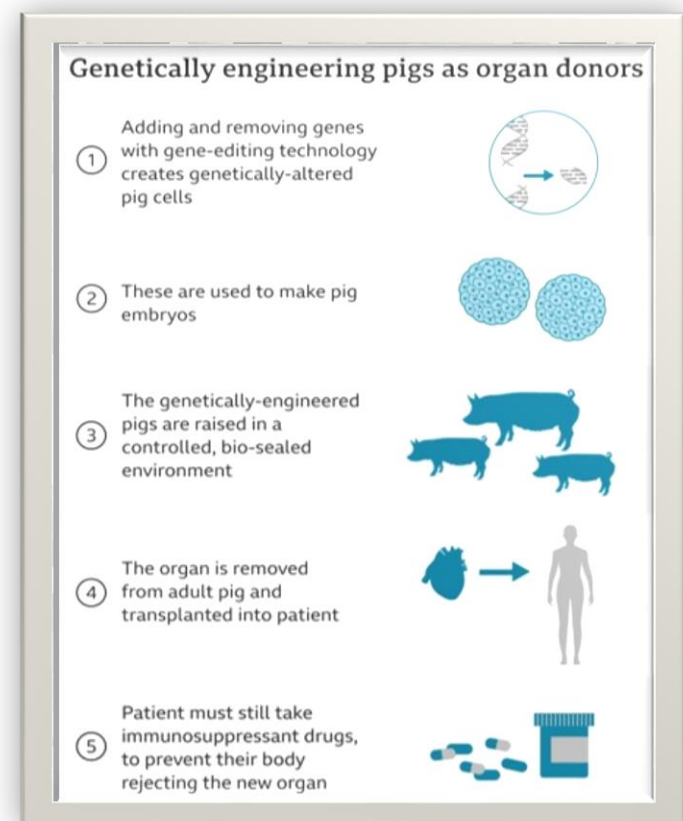 Genetically engineering pigs as organ donors
1
Adding and removing genes
with gene-editing technology
creates genetically-altered
pig cells
2
These are used to make pig
embryos
3
The genetically-engineered
pigs are raised in a
controlled, bio-sealed
environment
4
The organ is removed
from adult pig and
transplanted into patient
5
Patient must still take
immunosuppressant drugs,
to prevent their body
rejecting the new organ